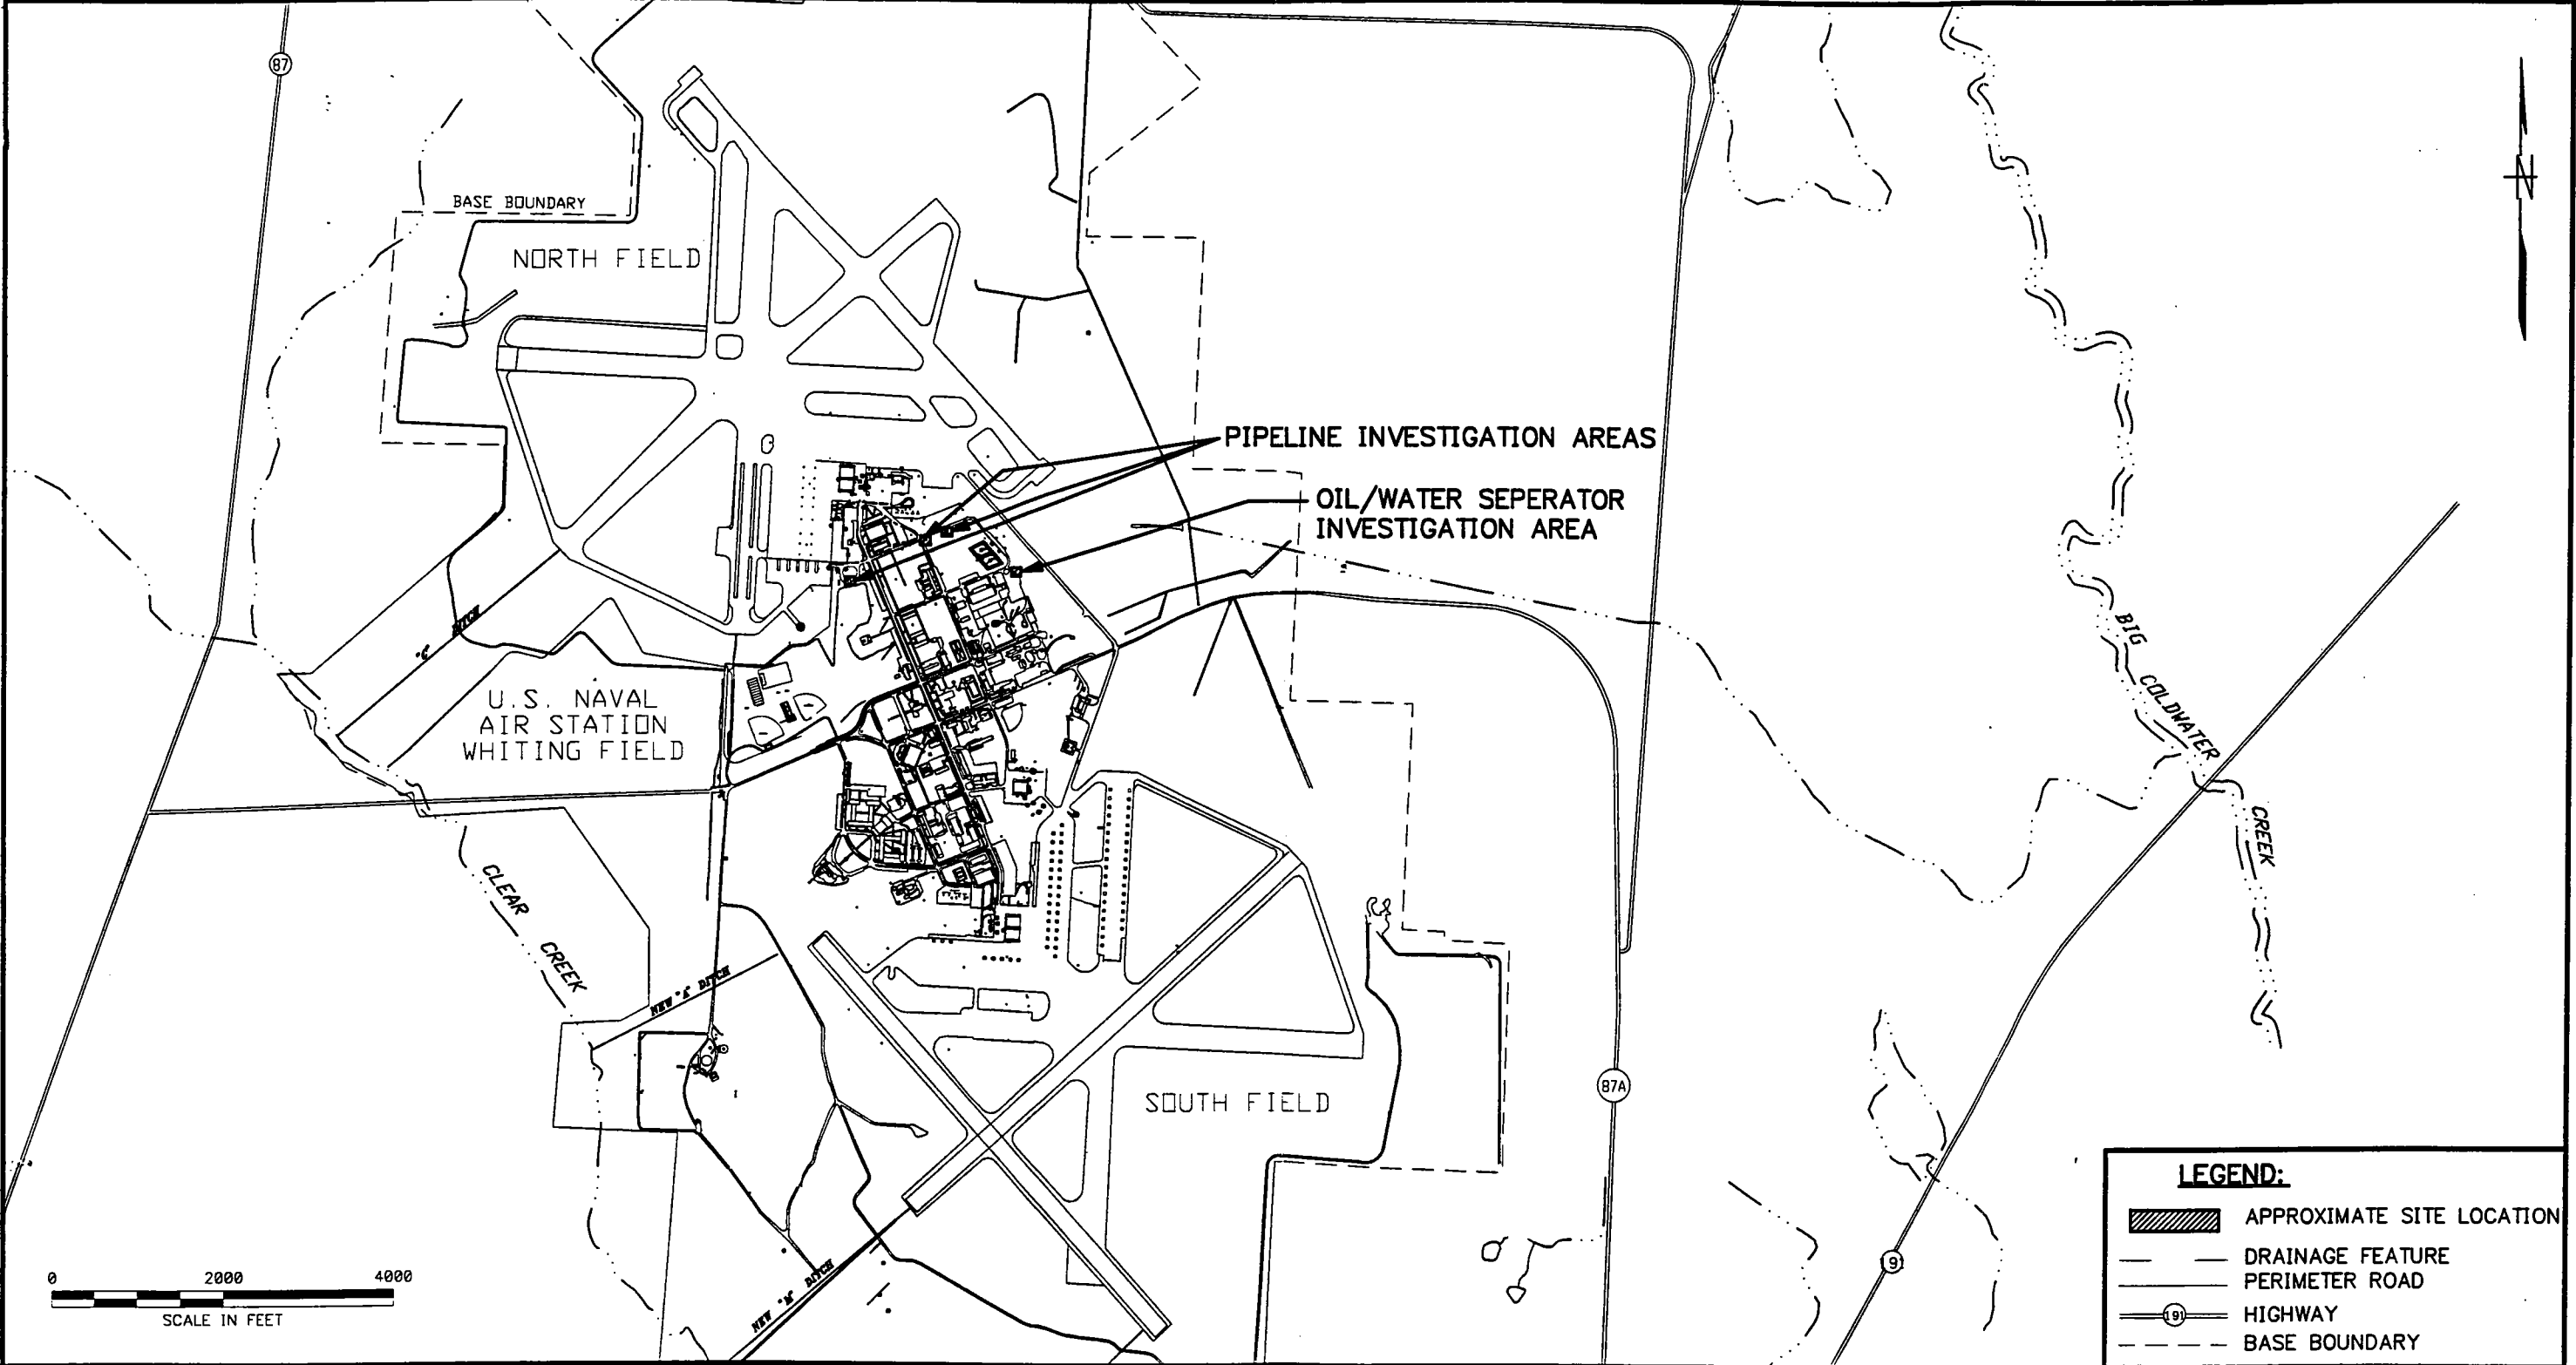 87
BASE BOUNDARY
NORTH FIELD
N
PIPELINE INVESTIGATION AREAS
OIL/WATER SEPERATOR
INVESTIGATION AREA
"C" DITCH
U.S. NAVAL
AIR STATION
WHITING FIELD
BIG
COLDWATER
CREEK
CLEAR
CREEK
NEW "A" DITCH
SOUTH FIELD
87A
NEW "M" DITCH
9
0 2000 4000
SCALE IN FEET
LEGEND:
APPROXIMATE SITE LOCATION
DRAINAGE FEATURE
PERIMETER ROAD
191
HIGHWAY
BASE BOUNDARY